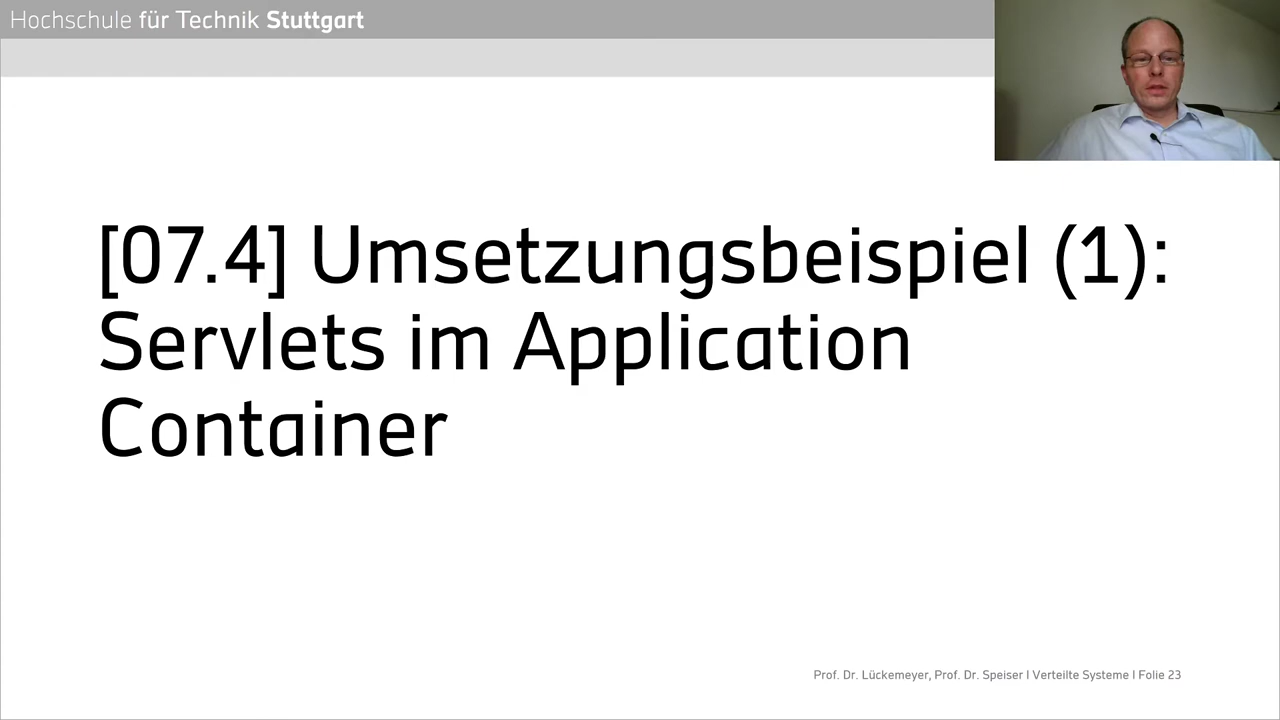 Hochschule für Technik Stuttgart
[07.4] Umsetzungsbeispiel (1):
Servlets im Application
Container
Prof. Dr. Lückemeyer, Prof. Dr. Speiser I Verteilte Systeme I Folie 23